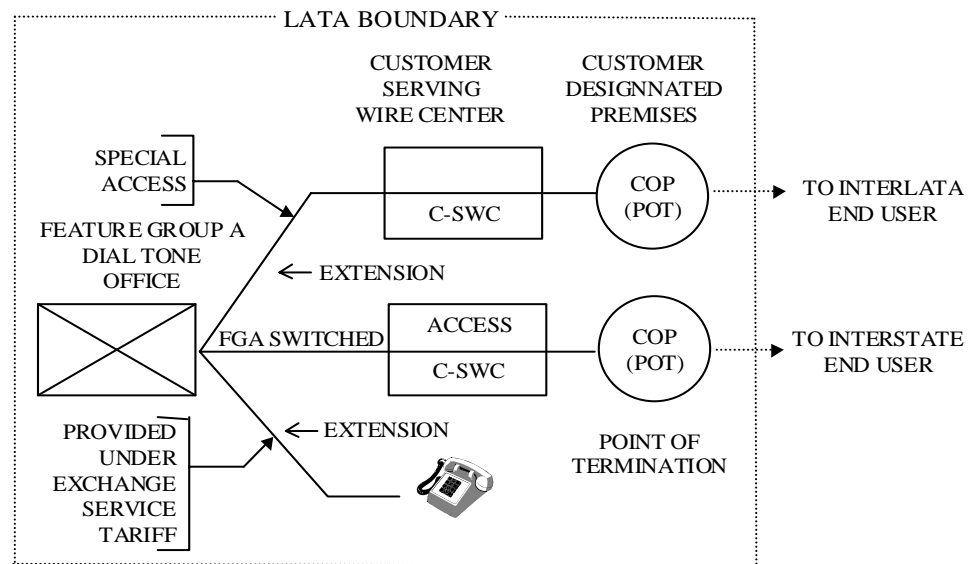 LATA BOUNDARY
CUSTOMER
SERVING
WIRE CENTER
CUSTOMER
DESIGNNATED
PREMISES
SPECIAL
ACCESS
COP
(POT)
C-SWC
TO INTERLATA
END USER
FEATURE GROUP A
DIAL TONE
OFFICE
EXTENSION
FGA SWITCHED
ACCESS
C-SWC
COP
(POT)
TO INTERSTATE
END USER
EXTENSION
PROVIDED
UNDER
EXCHANGE
SERVICE
TARIFF
POINT OF
TERMINATION